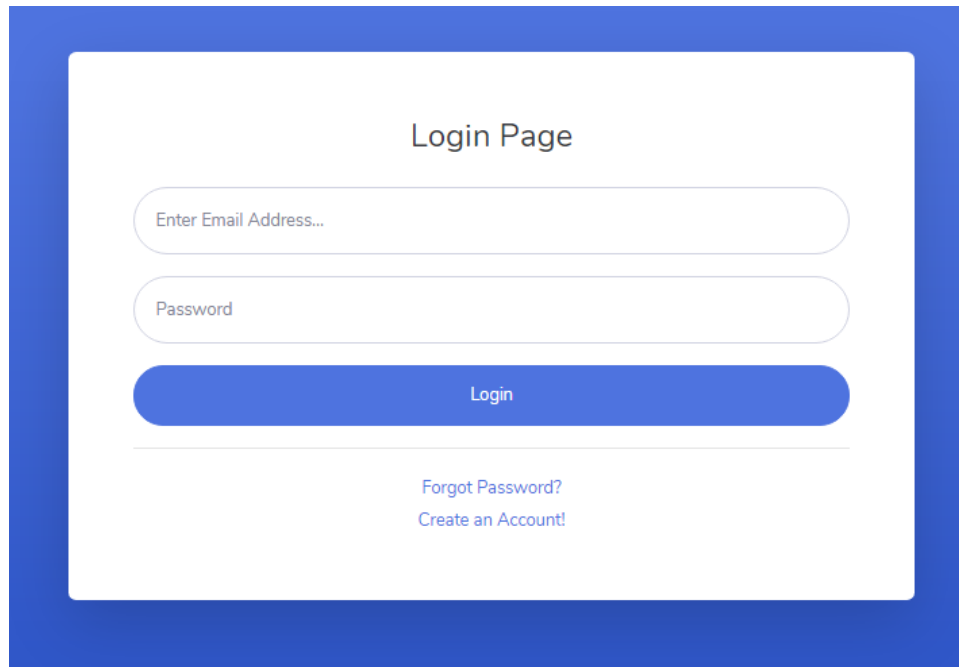 Login Page
Enter Email Address...
Password
Login
Forgot Password?
Create an Account!